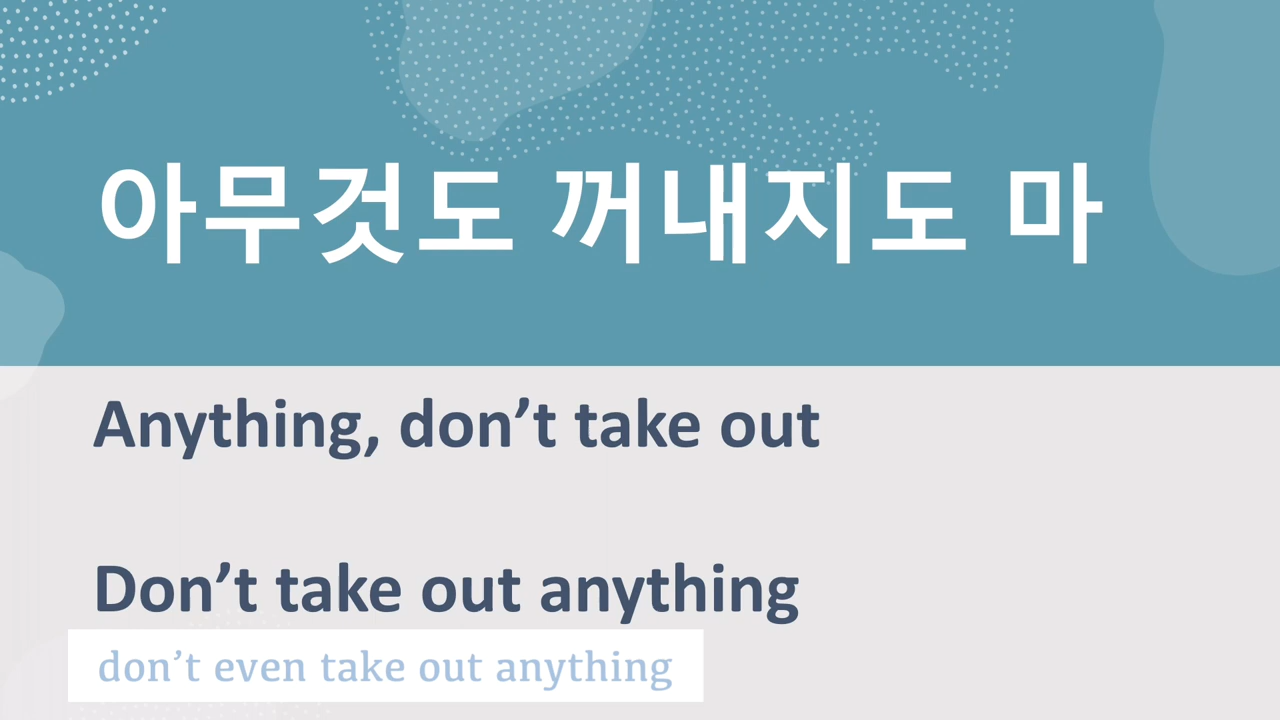 아무것도 꺼내지도 마
Anything, don’t take out
Don’t take out anything
don’t even take out anything